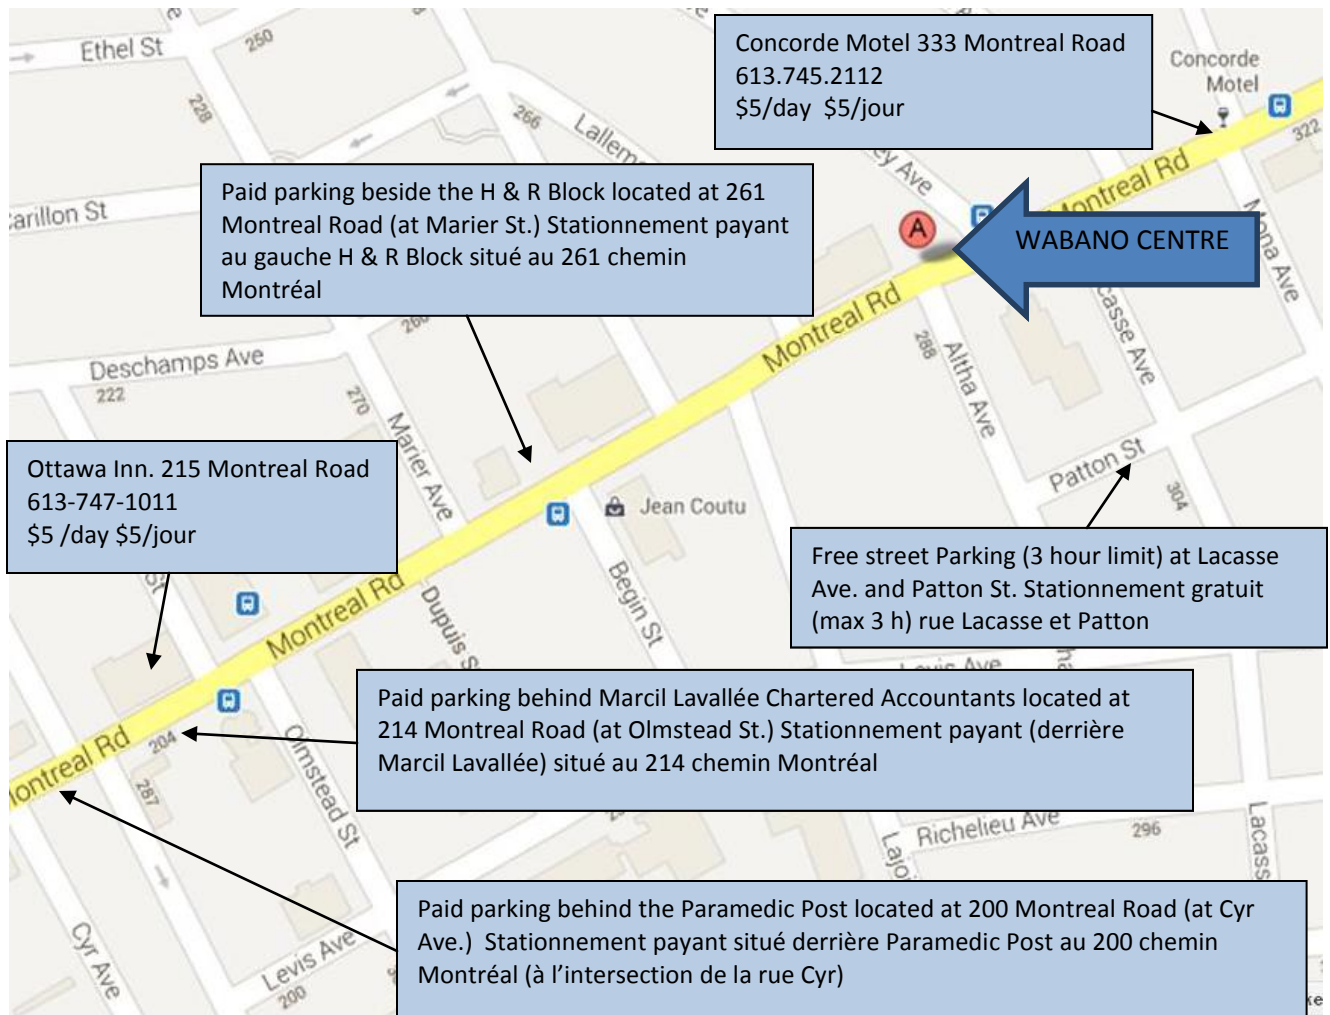 Ethel St
250
228
266
Concorde Motel 333 Montreal Road
613.745.2112
$5/day  $5/jour
Concorde
Motel
322
Montreal Rd
Mona Ave
Carillon St
Paid parking beside the H & R Block located at 261
Montreal Road (at Marier St.) Stationnement payant
au gauche H & R Block situé au 261 chemin
Montréal
A
WABANO CENTRE
Montreal Rd
288
Altha Ave
Lacasse Ave
Deschamps Ave
222
270
Marier Ave
Patton St
304
Ottawa Inn. 215 Montreal Road
613-747-1011
$5 /day $5/jour
Jean Coutu
Begin St
Free street Parking (3 hour limit) at Lacasse
Ave. and Patton St. Stationnement gratuit
(max 3 h) rue Lacasse et Patton
Montreal Rd
Dupuis
Levis Ave
Paid parking behind Marcil Lavallée Chartered Accountants located at
214 Montreal Road (at Olmstead St.) Stationnement payant (derrière
Marcil Lavallée) situé au 214 chemin Montréal
Montreal Rd
204
287
Olmstead St
Richelieu Ave
296
Cyr Ave
Levis Ave
200
Paid parking behind the Paramedic Post located at 200 Montreal Road (at Cyr
Ave.)  Stationnement payant situé derrière Paramedic Post au 200 chemin
Montréal (à l’intersection de la rue Cyr)